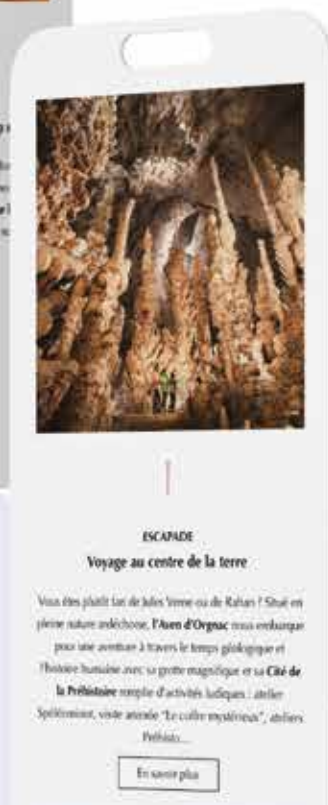 ESCAPADE
Voyage au centre de la terre
Vous êtes plutôt fan de Jules Verne ou de Rahan ? Situé en
pleine nature ardéchoise, l'Aven d'Orgnac nous embarque
pour une aventure à travers le temps géologique et
l'histoire humaine avec sa grotte magnifique et sa Cité de
la Préhistoire remplie d'activités ludiques : atelier
visite animée "Le coffre mystérieux", ateliers
Préhisto...
En savoir plus